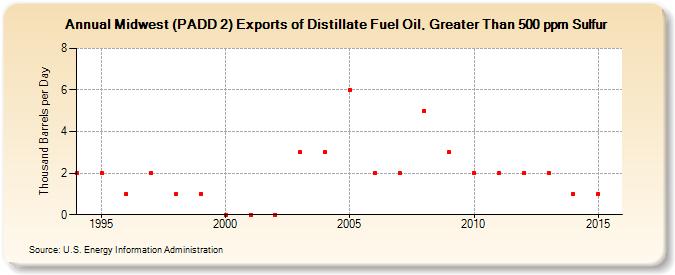 Annual Midwest (PADD 2) Exports of Distillate Fuel Oil, Greater Than 500 ppm Sulfur
Thousand Barrels per Day
8
6
4
2
0
1995 2000 2005 2010 2015
Source: U.S. Energy Information Administration